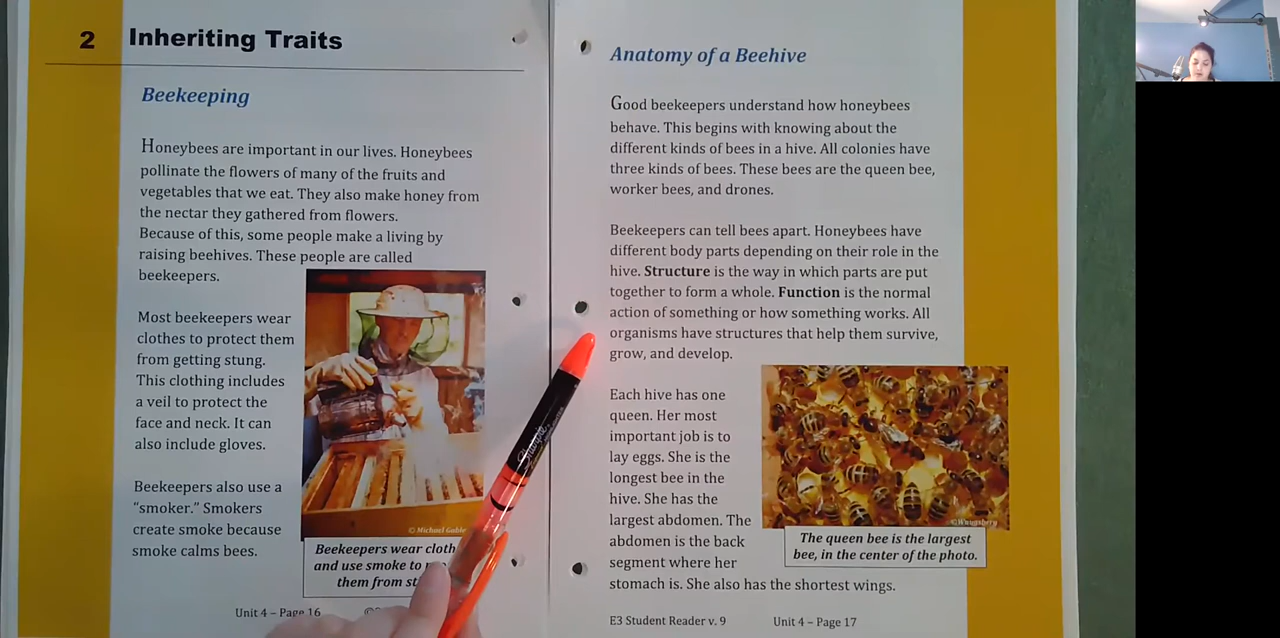 2 Inheriting Traits
Beekeeping
Honeybees are important in our lives. Honeybees
pollinate the flowers of many of the fruits and
vegetables that we eat. They also make honey from
the nectar they gathered from flowers.
Because of this, some people make a living by
raising beehives. These people are called
beekeepers.
Most beekeepers wear
clothes to protect them
from getting stung.
This clothing includes
a veil to protect the
face and neck. It can
also include gloves.
Beekeepers also use a
“smoker.” Smokers
create smoke because
smoke calms bees.
© Michael
Beekeepers wear
and use smoke to
them from
Unit 4 – Page 16
Anatomy of a Beehive
Good beekeepers understand how honeybees
behave. This begins with knowing about the
different kinds of bees in a hive. All colonies have
three kinds of bees. These bees are the queen bee,
worker bees, and drones.
Beekeepers can tell bees apart. Honeybees have
different body parts depending on their role in the
hive. Structure is the way in which parts are put
together to form a whole. Function is the normal
action of something or how something works. All
organisms have structures that help them survive,
grow, and develop.
Each hive has one
queen. Her most
important job is to
lay eggs. She is the
longest bee in the
hive. She has the
largest abdomen. The
abdomen is the back
segment where her
stomach is. She also has the shortest wings.
© Waugsberg
The queen bee is the largest
bee, in the center of the photo.
E3 Student Reader v. 9
Unit 4 – Page 17
Sharpie